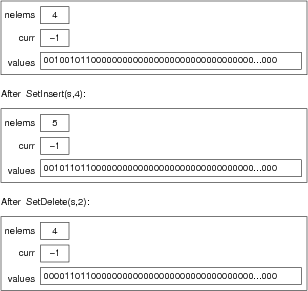 nelems 4
curr −1
values 001001011000000000000000000000000000000...000
After SetInsert(s,4):
nelems 5
curr −1
values 001011011000000000000000000000000000000...000
After SetDelete(s,2):
nelems 4
curr −1
values 000011011000000000000000000000000000000...000